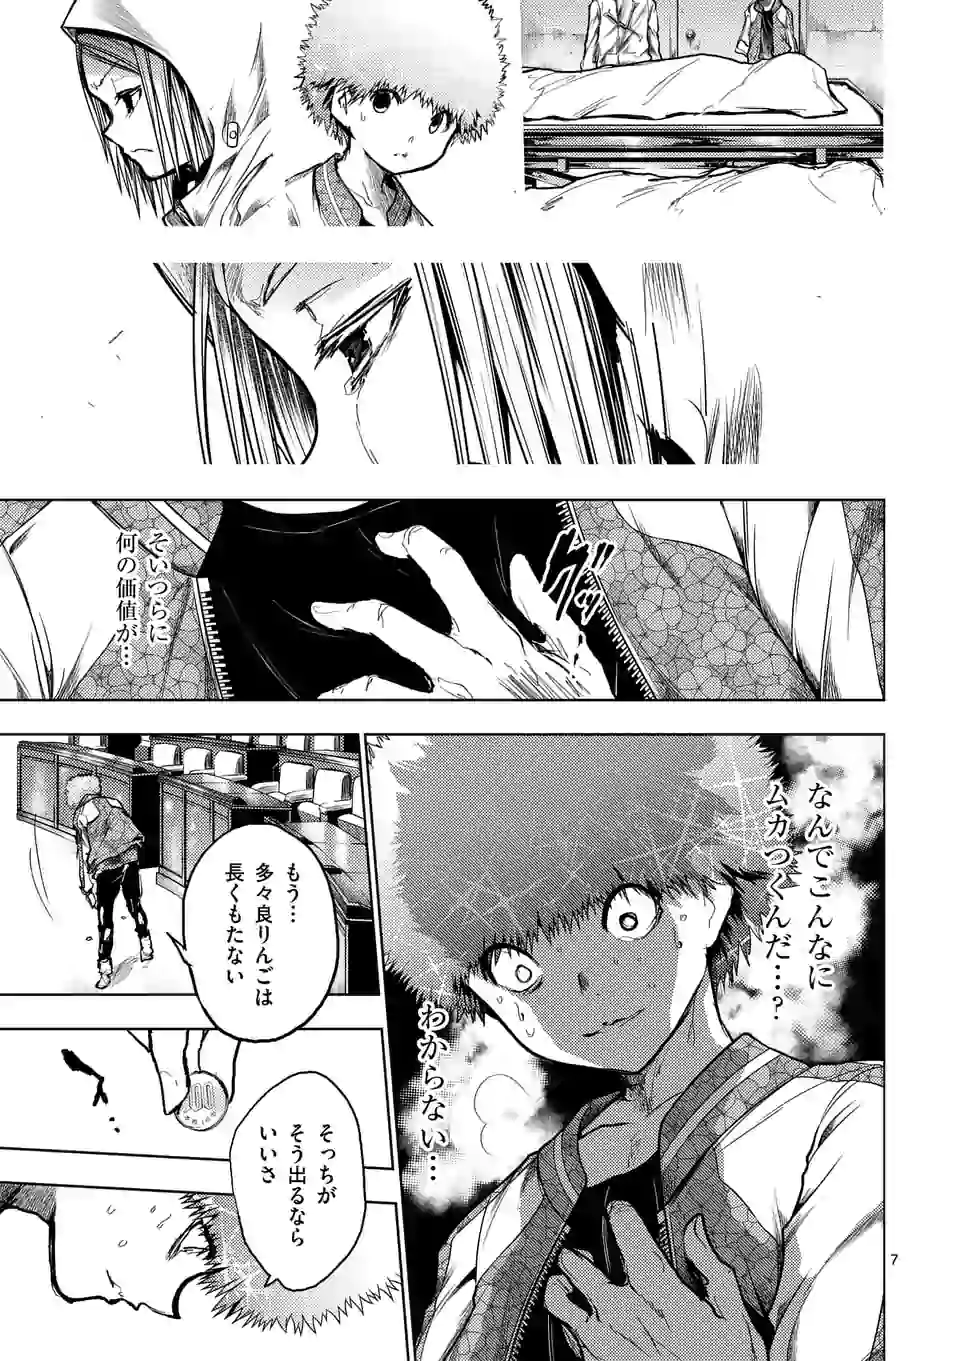 そいつらに
何の価値が…
グッ
なんでこんなに
ムカつくんだ…‥?
わからない…
もう…
多々良りんごは
長くもたない
そっちが
そう出るなら
いいさ
7